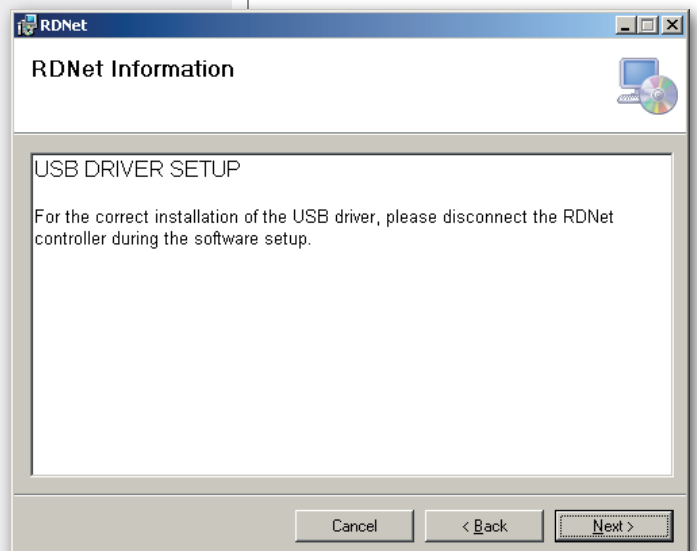 RDNet
RDNet Information
USB DRIVER SETUP
For the correct installation of the USB driver, please disconnect the RDNet
controller during the software setup.
Cancel
< Back
Next >